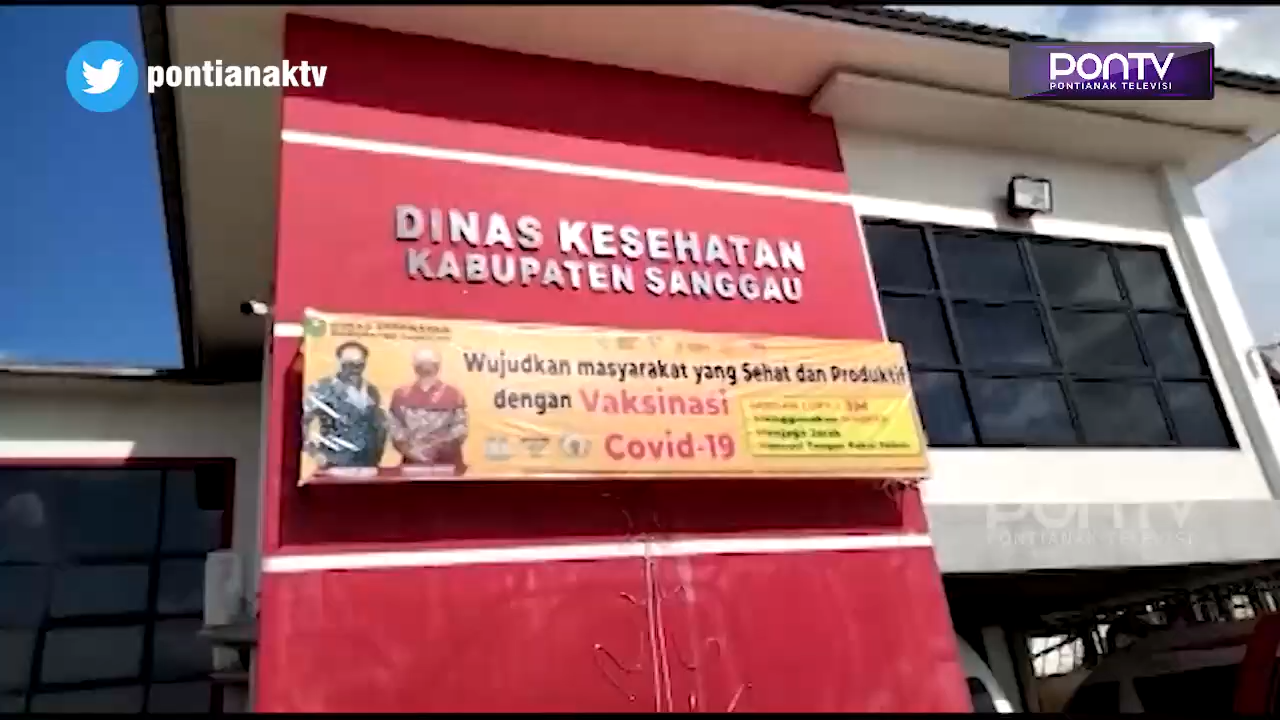 pontianaktv
PONTV
PONTIANAK TELEVISI
DINAS KESEHATAN
KABUPATEN SANGGAU
Wujudkan masyarakat yang Sehat dan Produktif
dengan Vaksinasi
Covid-19
Menggunakan
Menjaga Jarak
PONTV
PONTIANAK TELEVISI